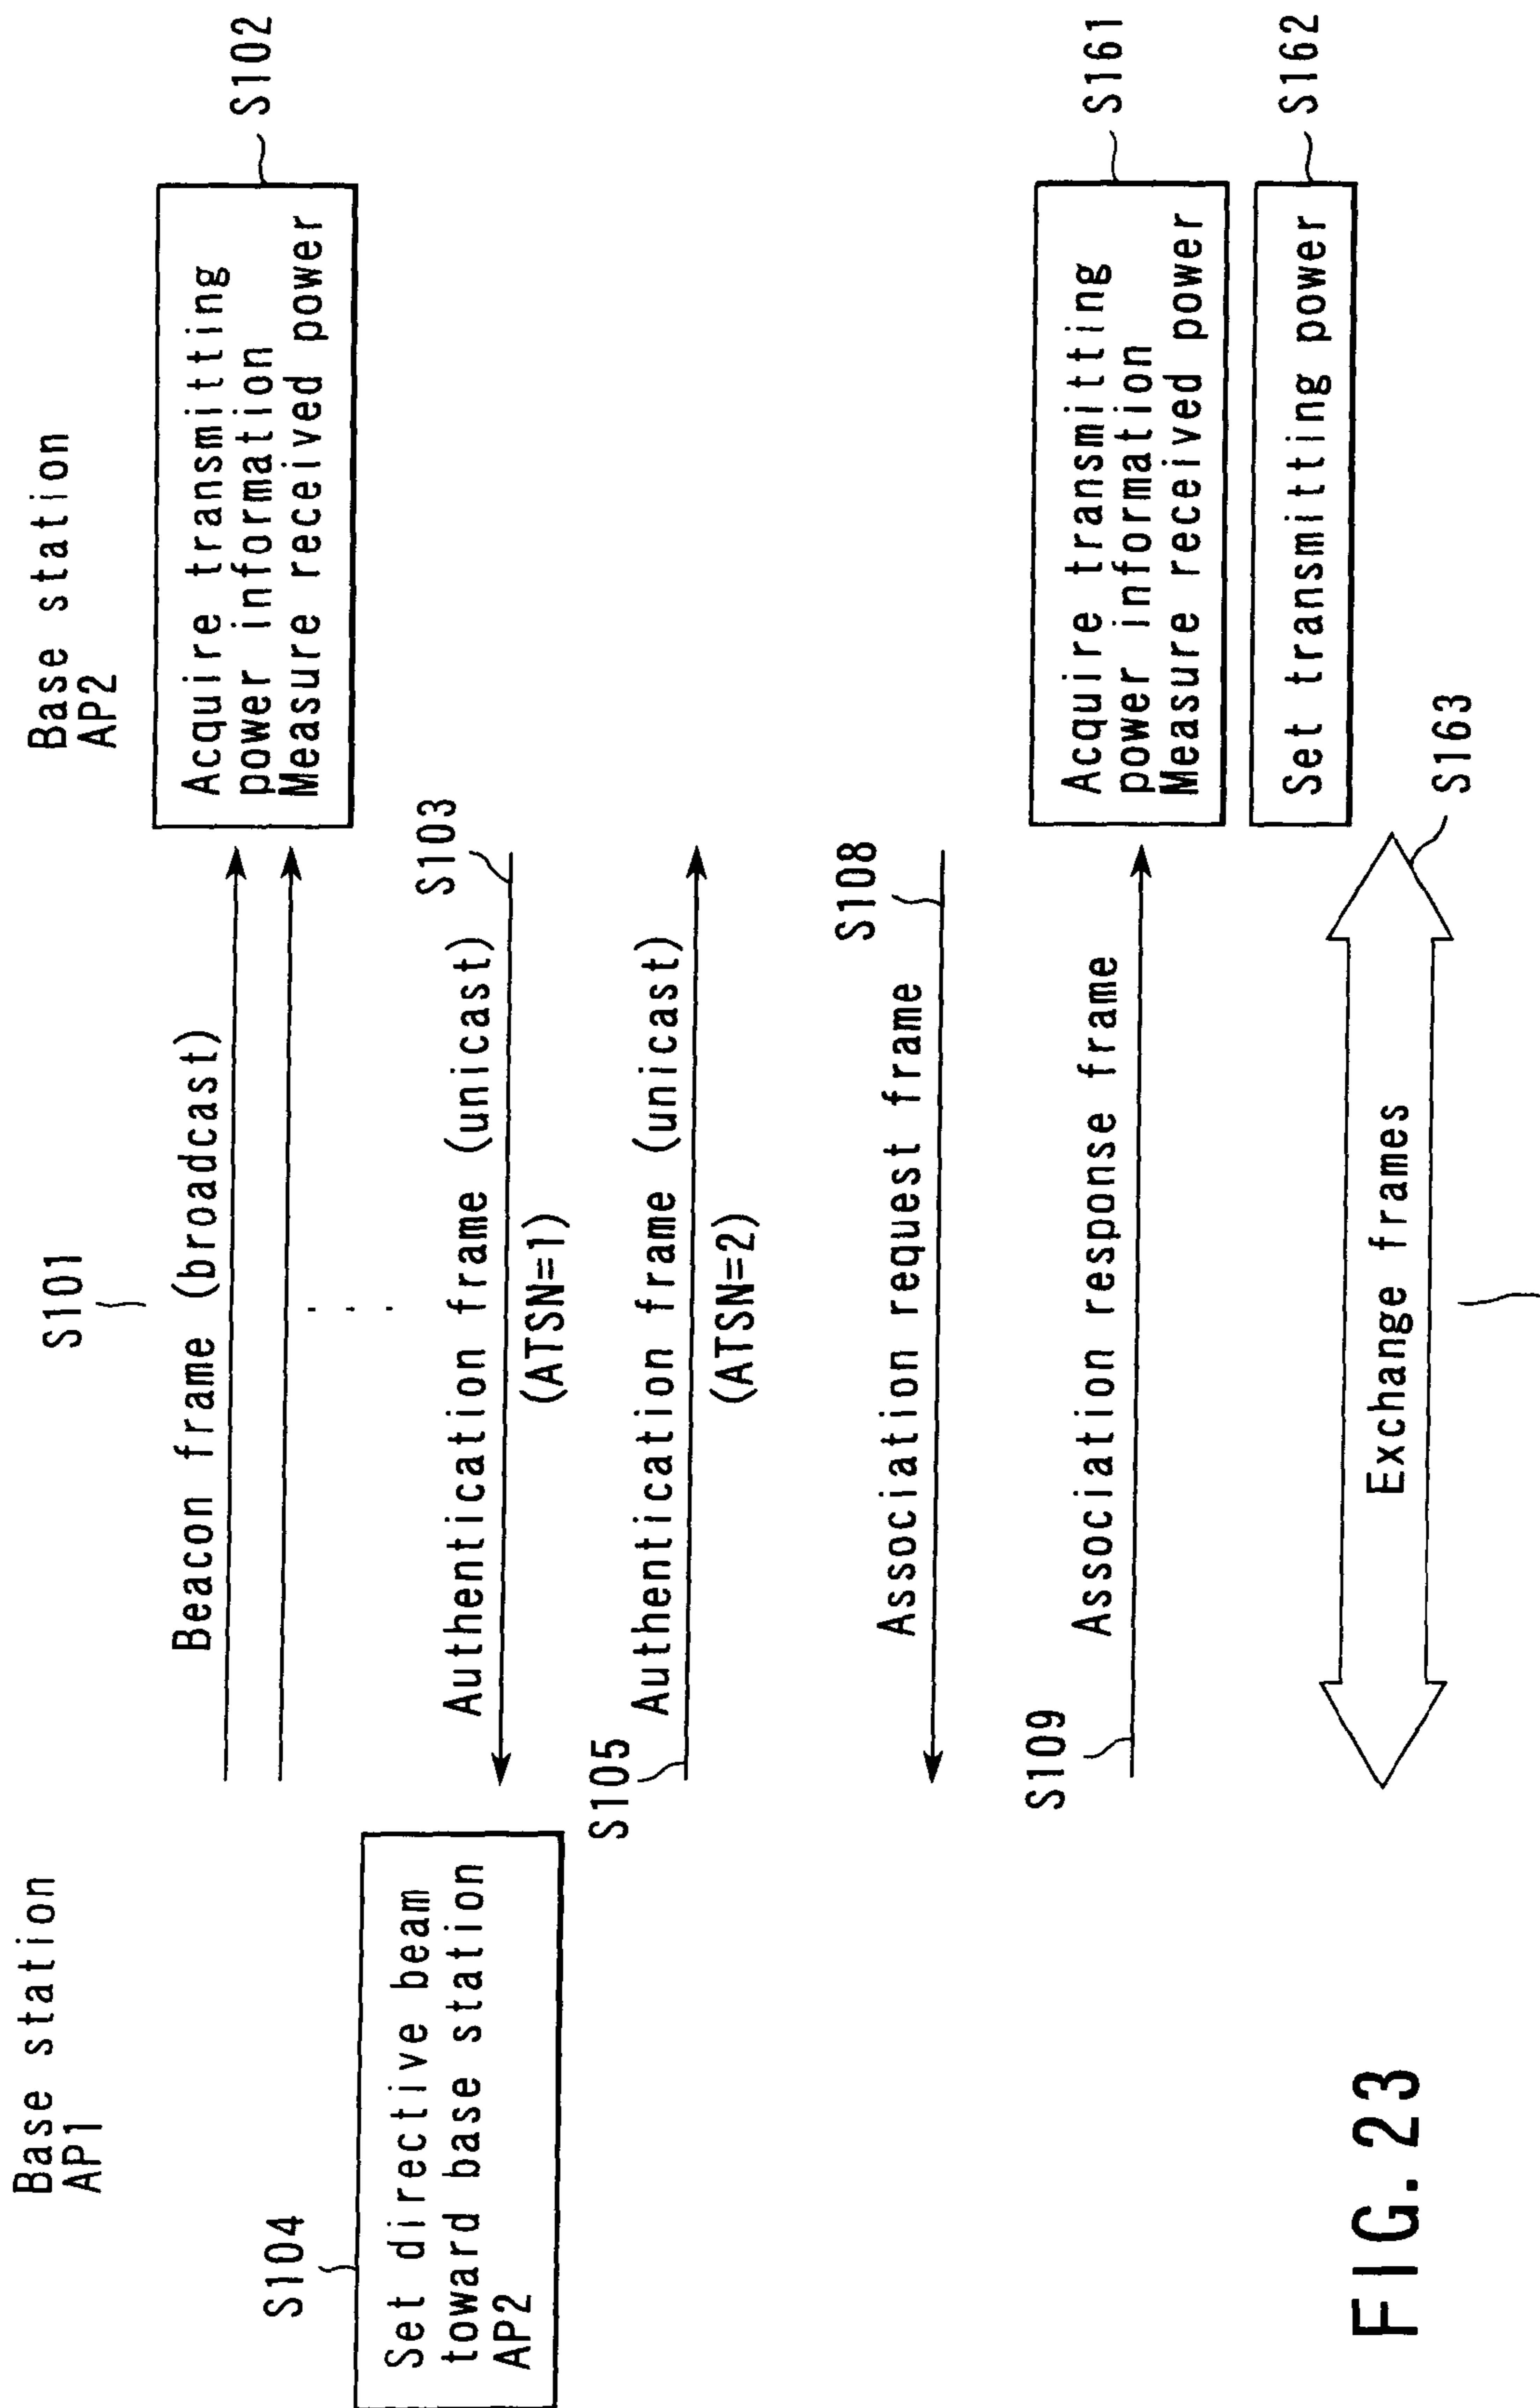 Base station
AP1
Base station
AP2
S101
Beacon frame (broadcast)
S102
Acquire transmitting
power information
Measure received power
S103
Authentication frame (unicast)
(ATSN=1)
S104
Set directive beam
toward base station
AP2
S105
Authentication frame (unicast)
(ATSN=2)
S108
Association request frame
S109
Association response frame
S161
Acquire transmitting
power information
Measure received power
S162
Set transmitting power
S163
Exchange frames
FIG. 23